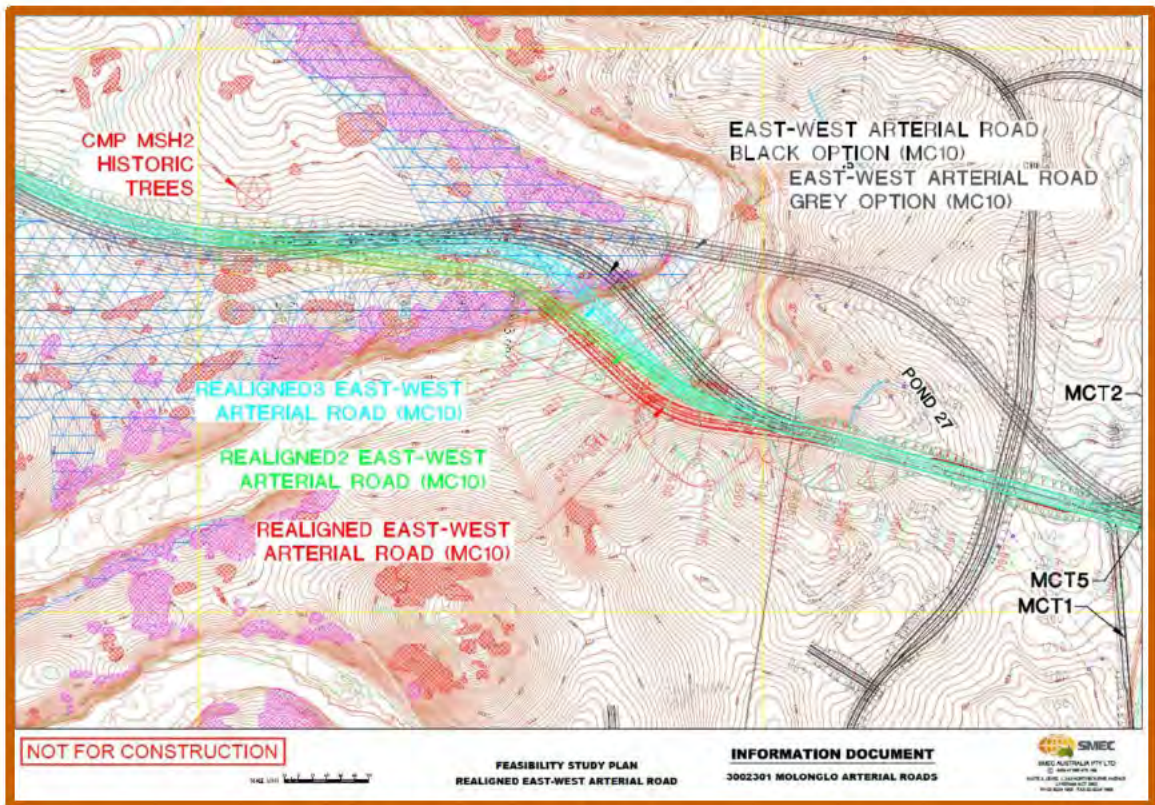 CMP MSH2
HISTORIC
TREES
EAST-WEST ARTERIAL ROAD
BLACK OPTION (MC10)
EAST-WEST ARTERIAL ROAD
GREY OPTION (MC10)
POND 27
MCT2
REALIGNED3 EAST-WEST
ARTERIAL ROAD (MC10)
REALIGNED2 EAST-WEST
ARTERIAL ROAD (MC10)
REALIGNED EAST-WEST
ARTERIAL ROAD (MC10)
MCT5
MCT1
NOT FOR CONSTRUCTION
FEASIBILITY STUDY PLAN
REALIGNED EAST-WEST ARTERIAL ROAD
INFORMATION DOCUMENT
3002301 MOLONGLO ARTERIAL ROADS
SMEC
SMEC AUSTRALIA PTY LTD